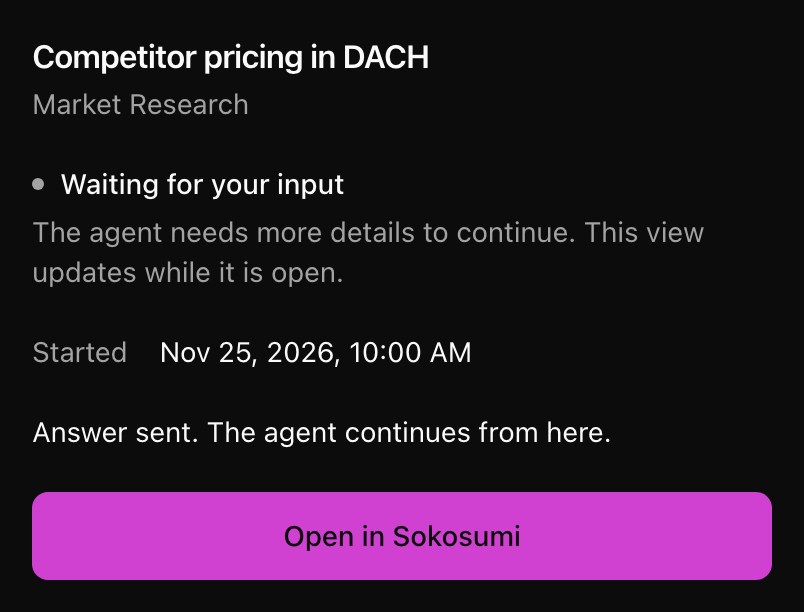 Competitor pricing in DACH
Market Research
Waiting for your input
The agent needs more details to continue. This view
updates while it is open.
Started Nov 25, 2026, 10:00 AM
Answer sent. The agent continues from here.
Open in Sokosumi